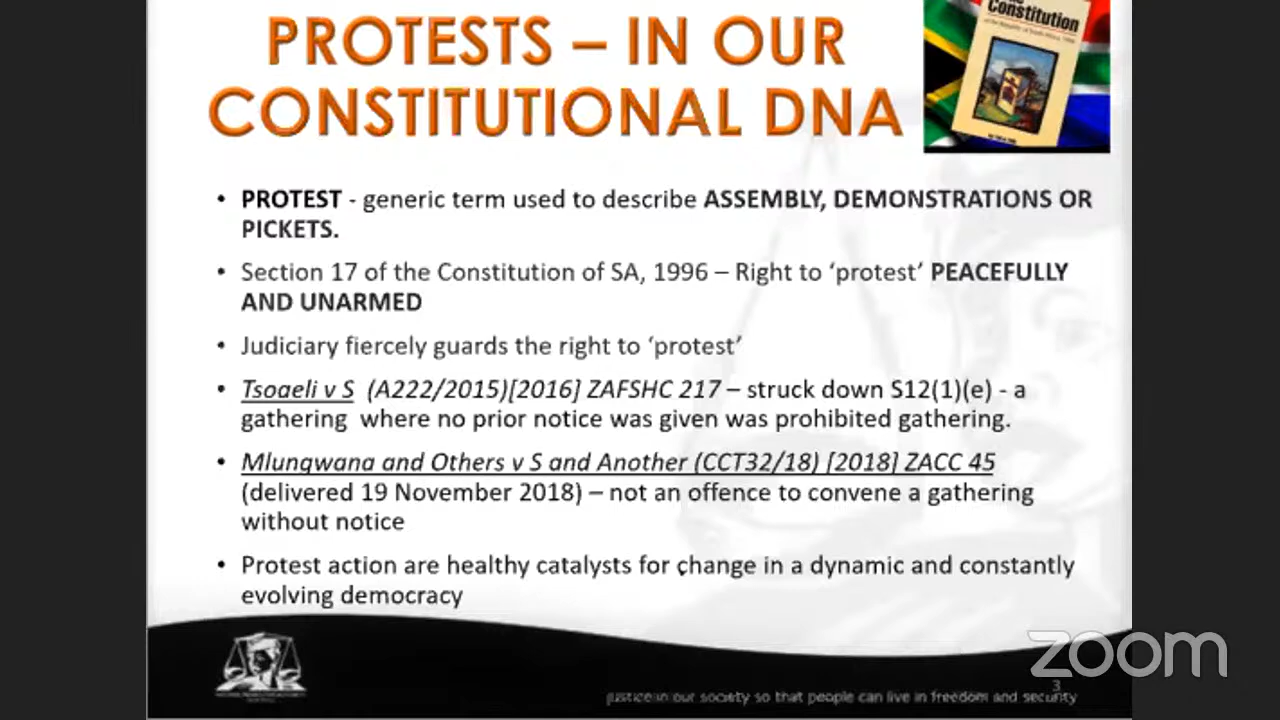 PROTESTS – IN OUR
CONSTITUTIONAL DNA
Constitution
• PROTEST - generic term used to describe ASSEMBLY, DEMONSTRATIONS OR
PICKETS.
• Section 17 of the Constitution of SA, 1996 – Right to ‘protest’ PEACEFULLY
AND UNARMED
• Judiciary fiercely guards the right to ‘protest’
• Tsoaeli v S (A222/2015)[2016] ZAFSHC 217 – struck down S12(1)(e) - a
gathering where no prior notice was given was prohibited gathering.
• Mlungwana and Others v S and Another (CCT32/18) [2018] ZACC 45
(delivered 19 November 2018) – not an offence to convene a gathering
without notice
• Protest action are healthy catalysts for change in a dynamic and constantly
evolving democracy
zoom
3
justice in our society so that people can live in freedom and security